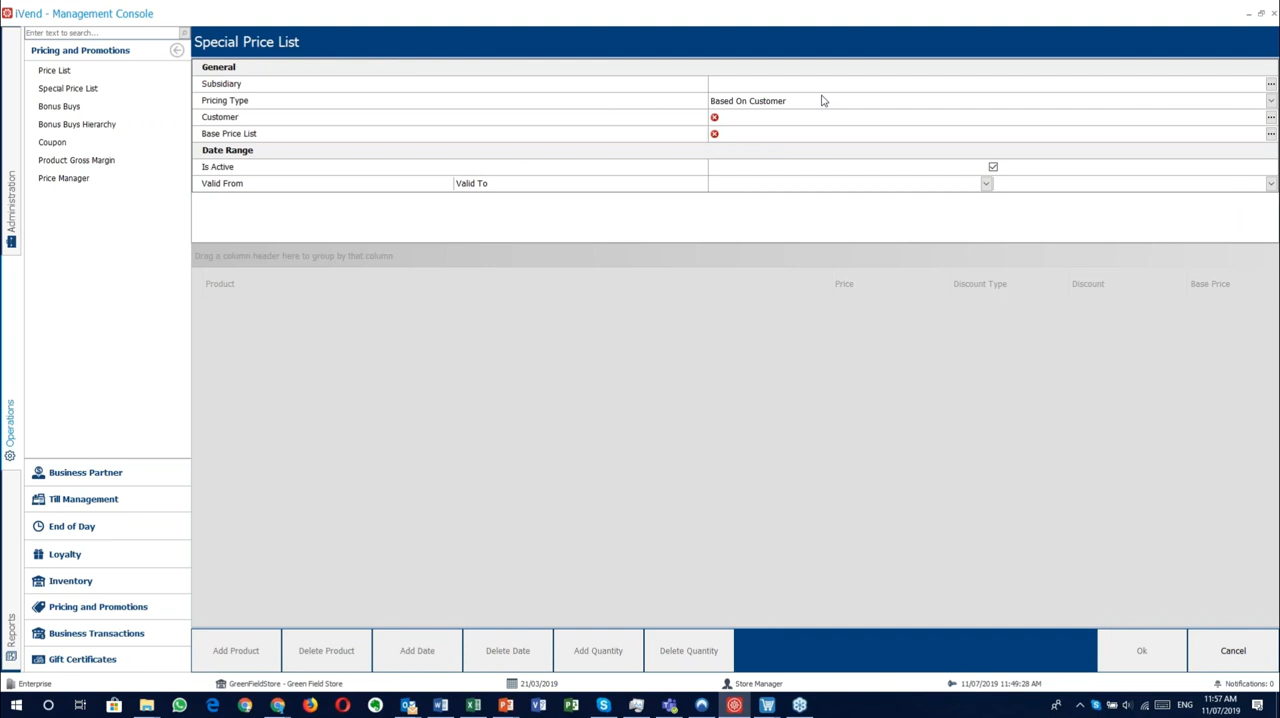 iVend - Management Console
Enter text to search...
Pricing and Promotions
Price List
Special Price List
Bonus Buys
Bonus Buys Hierarchy
Coupon
Product Gross Margin
Price Manager
Administration
Operations
Reports
Business Partner
Till Management
End of Day
Loyalty
Inventory
Pricing and Promotions
Business Transactions
Gift Certificates
Special Price List
General
Subsidiary
Pricing Type Based On Customer
Customer
Base Price List
Date Range
Is Active
Valid From Valid To
Drag a column header here to group by that column
Product Price Discount Type Discount Base Price
Add Product Delete Product Add Date Delete Date Add Quantity Delete Quantity Ok Cancel
Enterprise GreenFieldStore - Green Field Store 21/03/2019 Store Manager 11/07/2019 11:49:28 AM Notifications: 0
ENG 11:57 AM
11/07/2019